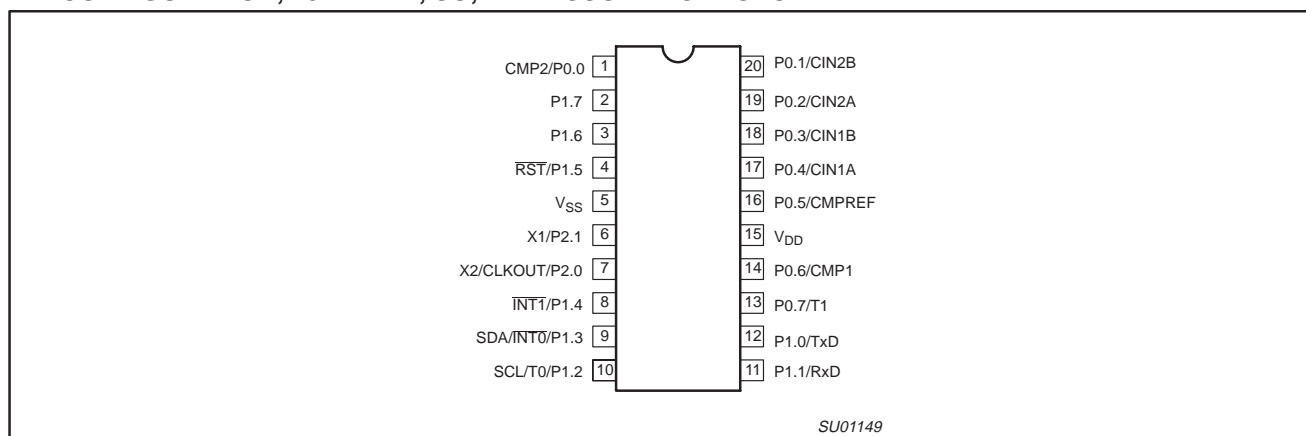 CMP2/P0.0 1 20 P0.1/CIN2B
P1.7 2 19 P0.2/CIN2A
P1.6 3 18 P0.3/CIN1B
R̅S̅T̅/P1.5 4 17 P0.4/CIN1A
VSS 5 16 P0.5/CMPREF
X1/P2.1 6 15 VDD
X2/CLKOUT/P2.0 7 14 P0.6/CMP1
I̅N̅T̅1̅/P1.4 8 13 P0.7/T1
SDA/I̅N̅T̅0̅/P1.3 9 12 P1.0/TxD
SCL/T0/P1.2 10 11 P1.1/RxD
SU01149